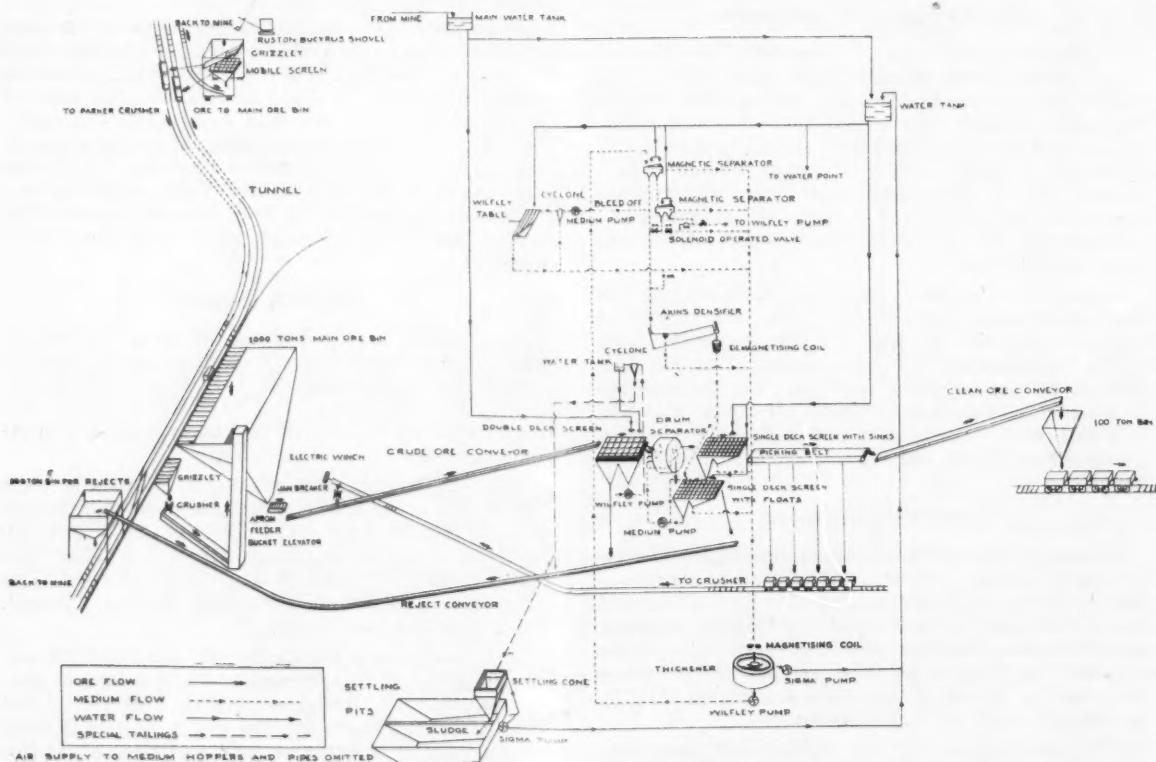 FROM MINE
MAIN WATER TANK
BACK TO MINE
RUSTON BUCYRUS SHOVEL
GRIZZLEY
MOBILE SCREEN
TO PARKER CRUSHER
ORE TO MAIN ORE BIN
WATER TANK
TUNNEL
MAGNETIC SEPARATOR
TO WATER POINT
WILFLEY
TABLE
CYCLONE
BLEED OFF
MEDIUM PUMP
MAGNETIC SEPARATOR
TO WILFLEY PUMP
SOLENOID OPERATED VALVE
AKINS DENSIFIER
1000 TONS MAIN ORE BIN
DEMAGNETISING COIL
CYCLONE
WATER TANK
CLEAN ORE CONVEYOR
DOUBLE DECK SCREEN
DRUM
SEPARATOR
100 TON BIN
SINGLE DECK SCREEN WITH SINKS
PICKING BELT
ELECTRIC WINCH
CRUDE ORE CONVEYOR
BIN FOR REJECTS
GRIZZLEY
JAW BREAKER
SINGLE DECK SCREEN
WITH FLOATS
CRUSHER
WILFLEY PUMP
APRON
FEEDER
BUCKET ELEVATOR
MEDIUM PUMP
BACK TO MINE
REJECT CONVEYOR
TO CRUSHER
MAGNETISING COIL
THICKENER
SIGMA PUMP
WILFLEY PUMP
SETTLING CONE
SETTLING
PITS
SLUDGE
SIGMA PUMP
ORE FLOW
MEDIUM FLOW
WATER FLOW
SPECIAL TAILINGS
AIR SUPPLY TO MEDIUM HOPPERS AND PIPES OMITTED